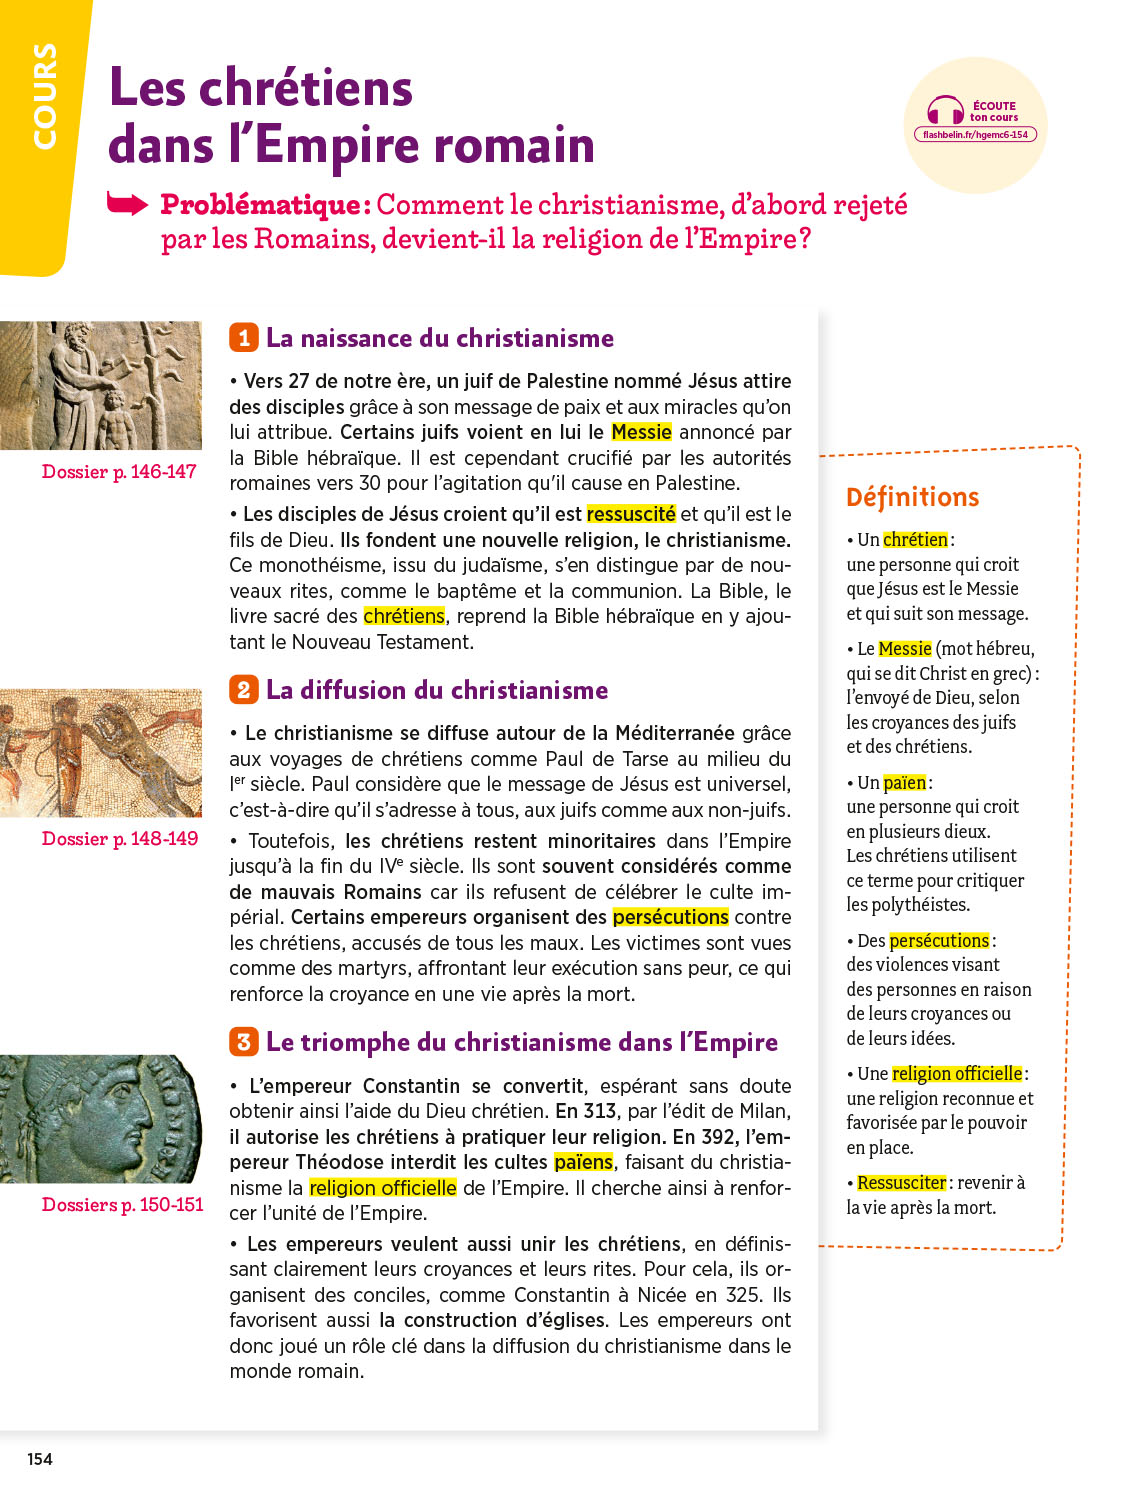 COURS
Les chrétiens
dans l'Empire romain
ÉCOUTE
ton cours
flashbelin.fr/hgemc6-154
Problématique : Comment le christianisme, d'abord rejeté
par les Romains, devient-il la religion de l'Empire ?
1 La naissance du christianisme
• Vers 27 de notre ère, un juif de Palestine nommé Jésus attire
des disciples grâce à son message de paix et aux miracles qu'on
lui attribue. Certains juifs voient en lui le Messie annoncé par
la Bible hébraïque. Il est cependant crucifié par les autorités
romaines vers 30 pour l'agitation qu'il cause en Palestine.
• Les disciples de Jésus croient qu'il est ressuscité et qu'il est le
fils de Dieu. Ils fondent une nouvelle religion, le christianisme.
Ce monothéisme, issu du judaïsme, s'en distingue par de nou-
veaux rites, comme le baptême et la communion. La Bible, le
livre sacré des chrétiens, reprend la Bible hébraïque en y ajou-
tant le Nouveau Testament.
Dossier p. 146-147
2 La diffusion du christianisme
• Le christianisme se diffuse autour de la Méditerranée grâce
aux voyages de chrétiens comme Paul de Tarse au milieu du
Ier siècle. Paul considère que le message de Jésus est universel,
c'est-à-dire qu'il s'adresse à tous, aux juifs comme aux non-juifs.
• Toutefois, les chrétiens restent minoritaires dans l'Empire
jusqu'à la fin du IVe siècle. Ils sont souvent considérés comme
de mauvais Romains car ils refusent de célébrer le culte im-
périal. Certains empereurs organisent des persécutions contre
les chrétiens, accusés de tous les maux. Les victimes sont vues
comme des martyrs, affrontant leur exécution sans peur, ce qui
renforce la croyance en une vie après la mort.
Dossier p. 148-149
3 Le triomphe du christianisme dans l'Empire
• L'empereur Constantin se convertit, espérant sans doute
obtenir ainsi l'aide du Dieu chrétien. En 313, par l'édit de Milan,
il autorise les chrétiens à pratiquer leur religion. En 392, l'em-
pereur Théodose interdit les cultes païens, faisant du christia-
nisme la religion officielle de l'Empire. Il cherche ainsi à renfor-
cer l'unité de l'Empire.
• Les empereurs veulent aussi unir les chrétiens, en définis-
sant clairement leurs croyances et leurs rites. Pour cela, ils or-
ganisent des conciles, comme Constantin à Nicée en 325. Ils
favorisent aussi la construction d'églises. Les empereurs ont
donc joué un rôle clé dans la diffusion du christianisme dans le
monde romain.
Dossiers p. 150-151
Définitions
• Un chrétien :
une personne qui croit
que Jésus est le Messie
et qui suit son message.
• Le Messie (mot hébreu,
qui se dit Christ en grec) :
l'envoyé de Dieu, selon
les croyances des juifs
et des chrétiens.
• Un païen :
une personne qui croit
en plusieurs dieux.
Les chrétiens utilisent
ce terme pour critiquer
les polythéistes.
• Des persécutions :
des violences visant
des personnes en raison
de leurs croyances ou
de leurs idées.
• Une religion officielle :
une religion reconnue et
favorisée par le pouvoir
en place.
• Ressusciter : revenir à
la vie après la mort.
154